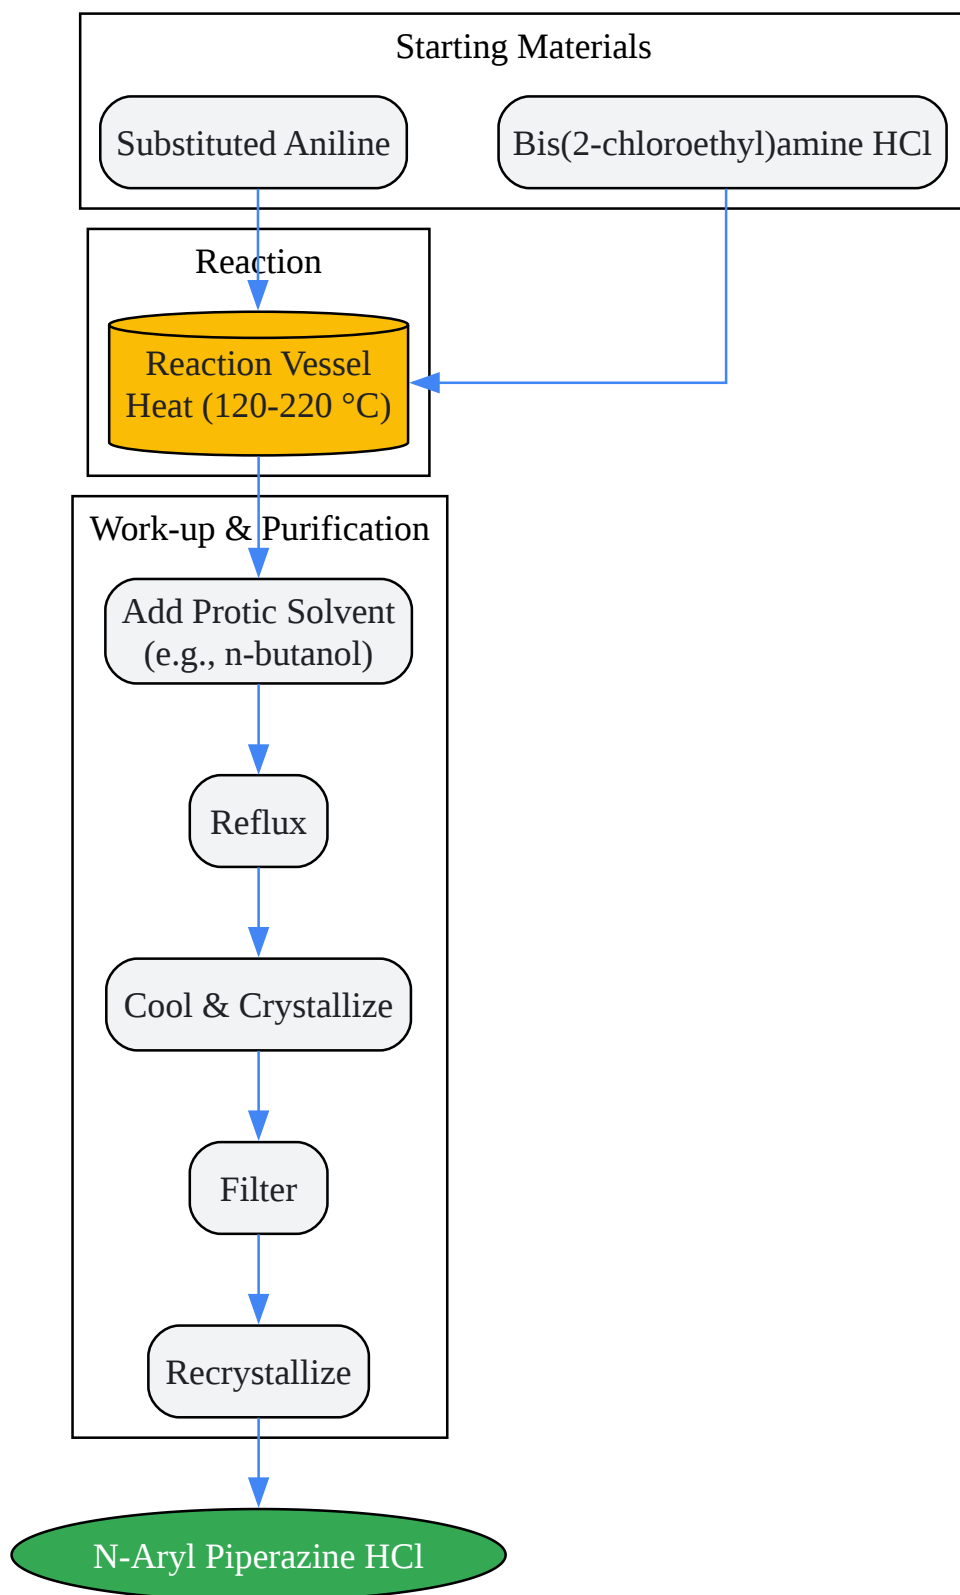 Starting Materials
Substituted Aniline
Bis(2-chloroethyl)amine HCl
Reaction
Reaction Vessel
Heat (120-220 °C)
Work-up & Purification
Add Protic Solvent
(e.g., n-butanol)
Reflux
Cool & Crystallize
Filter
Recrystallize
N-Aryl Piperazine HCl